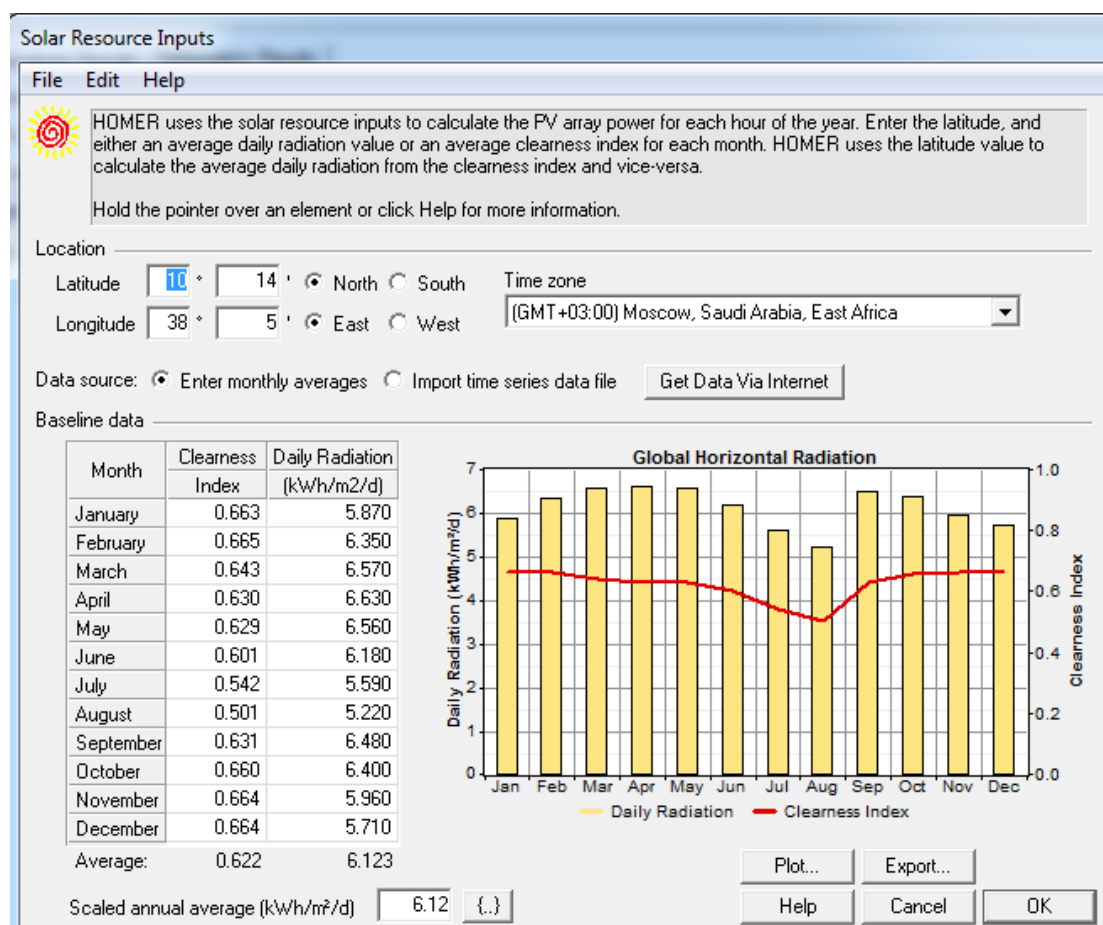 Solar Resource Inputs
File Edit Help
HOMER uses the solar resource inputs to calculate the PV array power for each hour of the year. Enter the latitude, and
either an average daily radiation value or an average clearness index for each month. HOMER uses the latitude value to
calculate the average daily radiation from the clearness index and vice-versa.
Hold the pointer over an element or click Help for more information.
Location
Latitude 10 ° 14 ' North South Time zone
Longitude 38 ° 5 ' East West (GMT+03:00) Moscow, Saudi Arabia, East Africa
Data source: Enter monthly averages Import time series data file Get Data Via Internet
Baseline data
Month Clearness Index Daily Radiation (kWh/m2/d)
January 0.663 5.870
February 0.665 6.350
March 0.643 6.570
April 0.630 6.630
May 0.629 6.560
June 0.601 6.180
July 0.542 5.590
August 0.501 5.220
September 0.631 6.480
October 0.660 6.400
November 0.664 5.960
December 0.664 5.710
Average: 0.622 6.123
Scaled annual average (kWh/m²/d) 6.12 {..}
Global Horizontal Radiation
Daily Radiation (kWh/m²/d)
7
6
5
4
3
2
1
0
Jan Feb Mar Apr May Jun Jul Aug Sep Oct Nov Dec
1.0
0.8
0.6
0.4
0.2
0.0
Clearness Index
Daily Radiation Clearness Index
Plot... Export...
Help Cancel OK